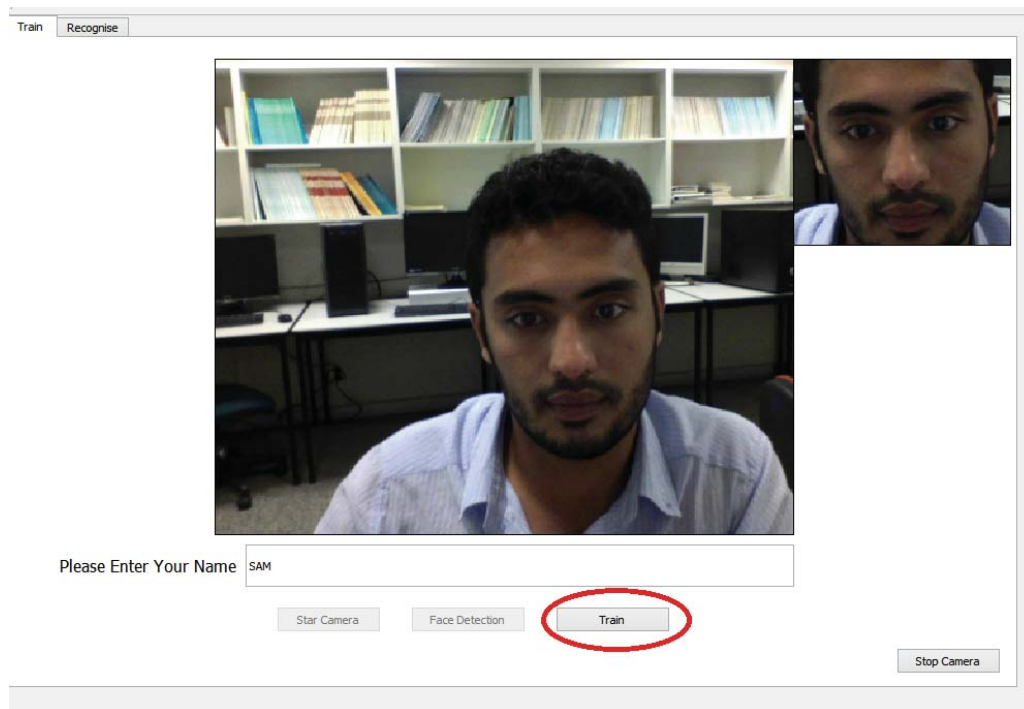 Train Recognise
Please Enter Your Name SAM
Star Camera Face Detection Train
Stop Camera